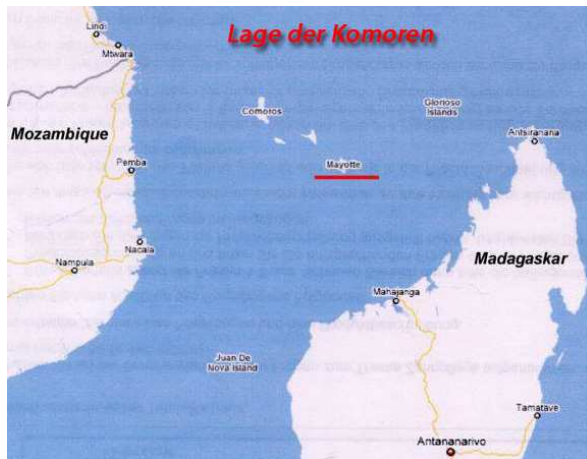 Lage der Komoren
Lindi
Mtwara
Comoros
Glorioso
Islands
Mozambique
Antsiranana
Pemba
Mayotte
Nacala
Nampula
Madagaskar
Mahajanga
Juan De
Nova Island
Tamatave
Antananarivo